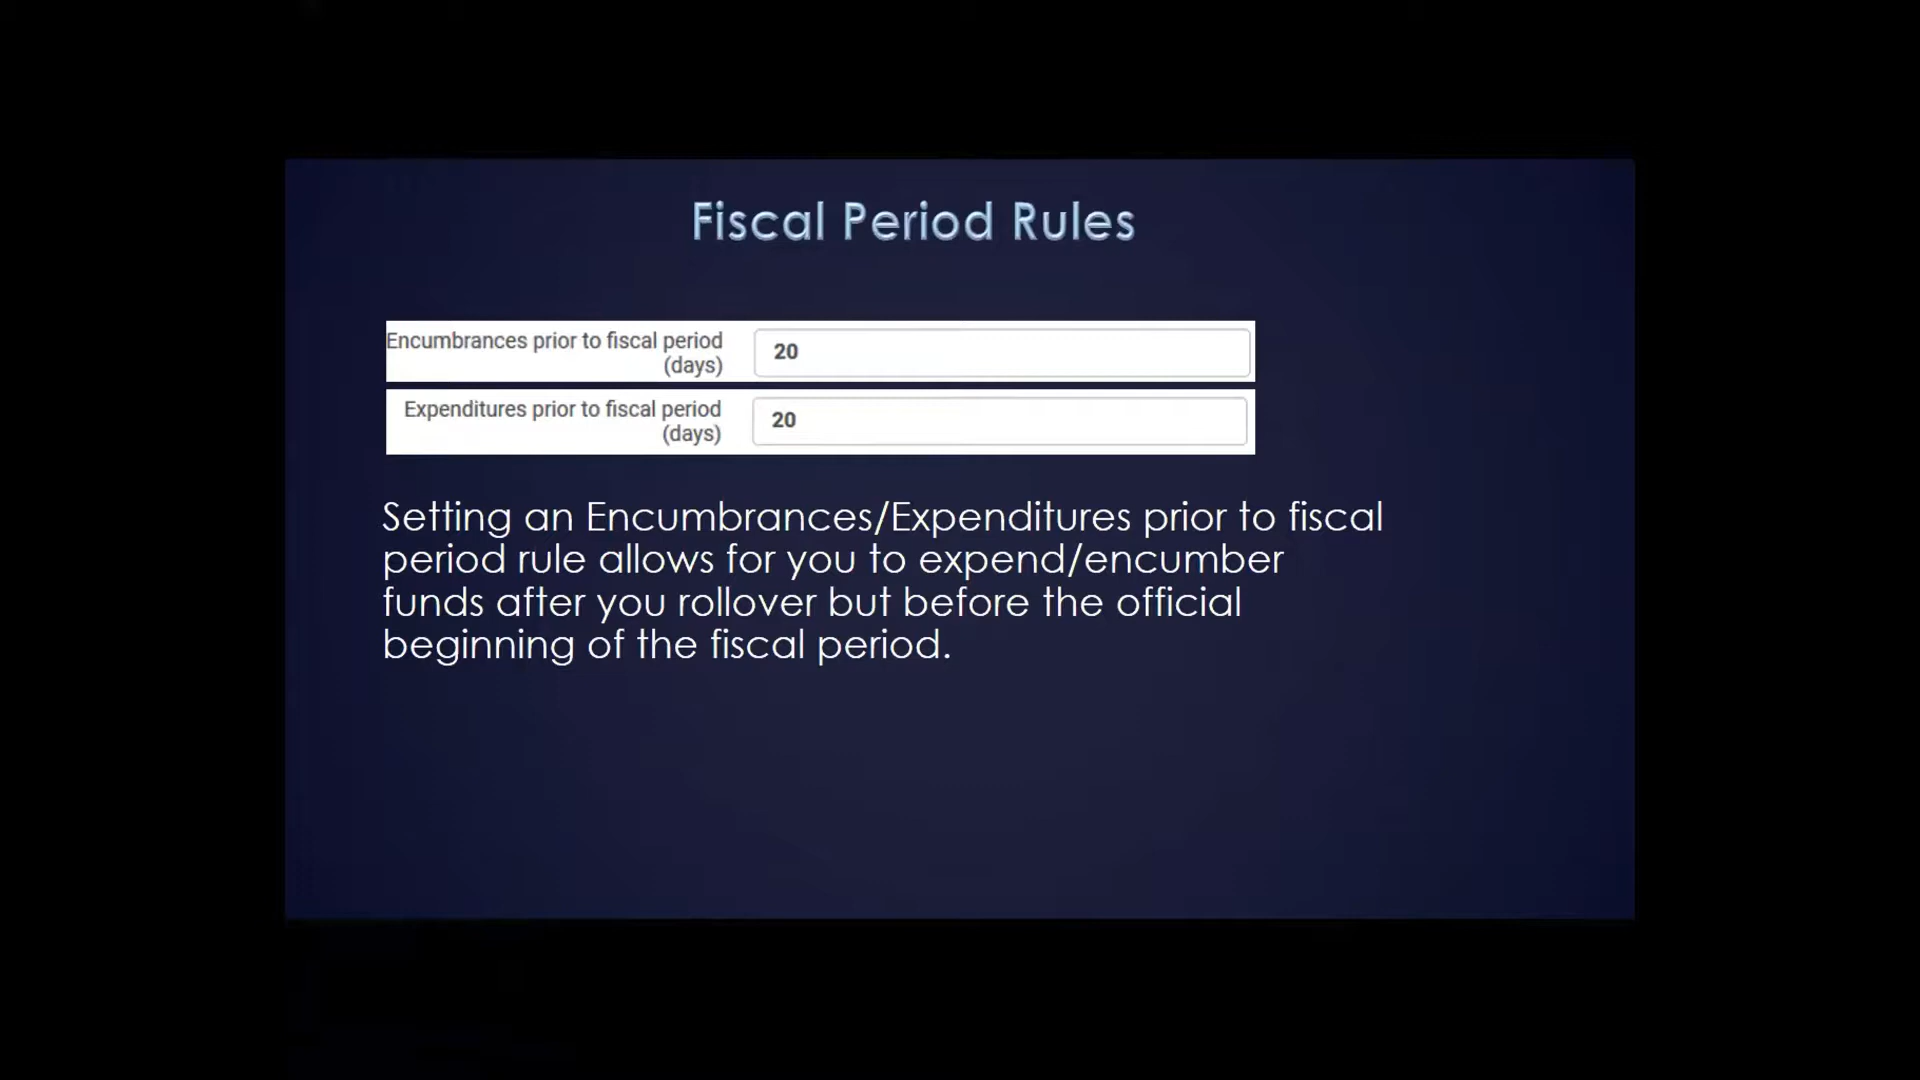 Fiscal Period Rules
Encumbrances prior to fiscal period
(days)
20
Expenditures prior to fiscal period
(days)
20
Setting an Encumbrances/Expenditures prior to fiscal
period rule allows for you to expend/encumber
funds after you rollover but before the official
beginning of the fiscal period.